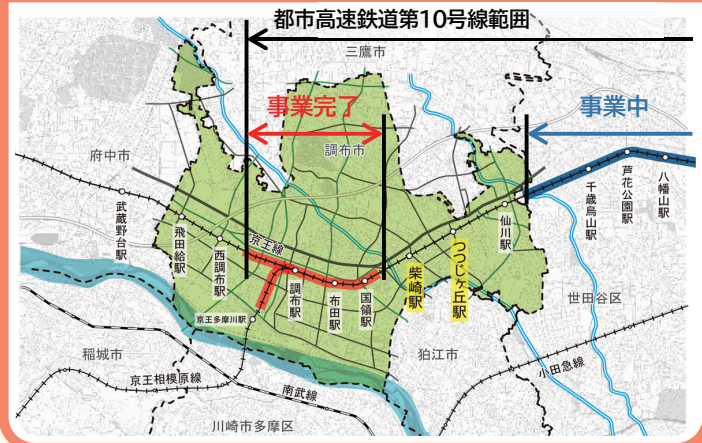 都市高速鉄道第10号線範囲
三鷹市
事業完了
事業中
調布市
府中市
八幡山駅
芦花公園駅
千歳烏山駅
仙川駅
つつじヶ丘駅
柴崎駅
国領駅
布田駅
調布駅
京王線
西調布駅
飛田給駅
武蔵野台駅
京王多摩川駅
世田谷区
狛江市
稲城市
小田急線
京王相模原線
南武線
川崎市多摩区